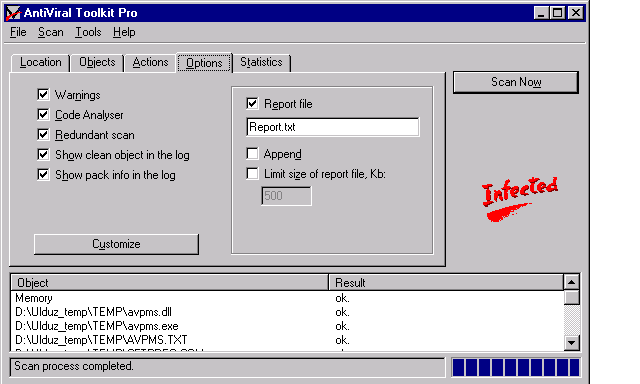 AntiViral Toolkit Pro
File Scan Tools Help
Location Objects Actions Options Statistics
Scan Now
Warnings
Code Analyser
Redundant scan
Show clean object in the log
Show pack info in the log
Customize
Report file
Report.txt
Append
Limit size of report file, Kb:
500
Infected
Object Result
Memory ok.
D:\Ulduz_temp\TEMP\avpms.dll ok.
D:\Ulduz_temp\TEMP\avpms.exe ok.
D:\Ulduz_temp\TEMP\AVPMS.TXT ok.
Scan process completed.